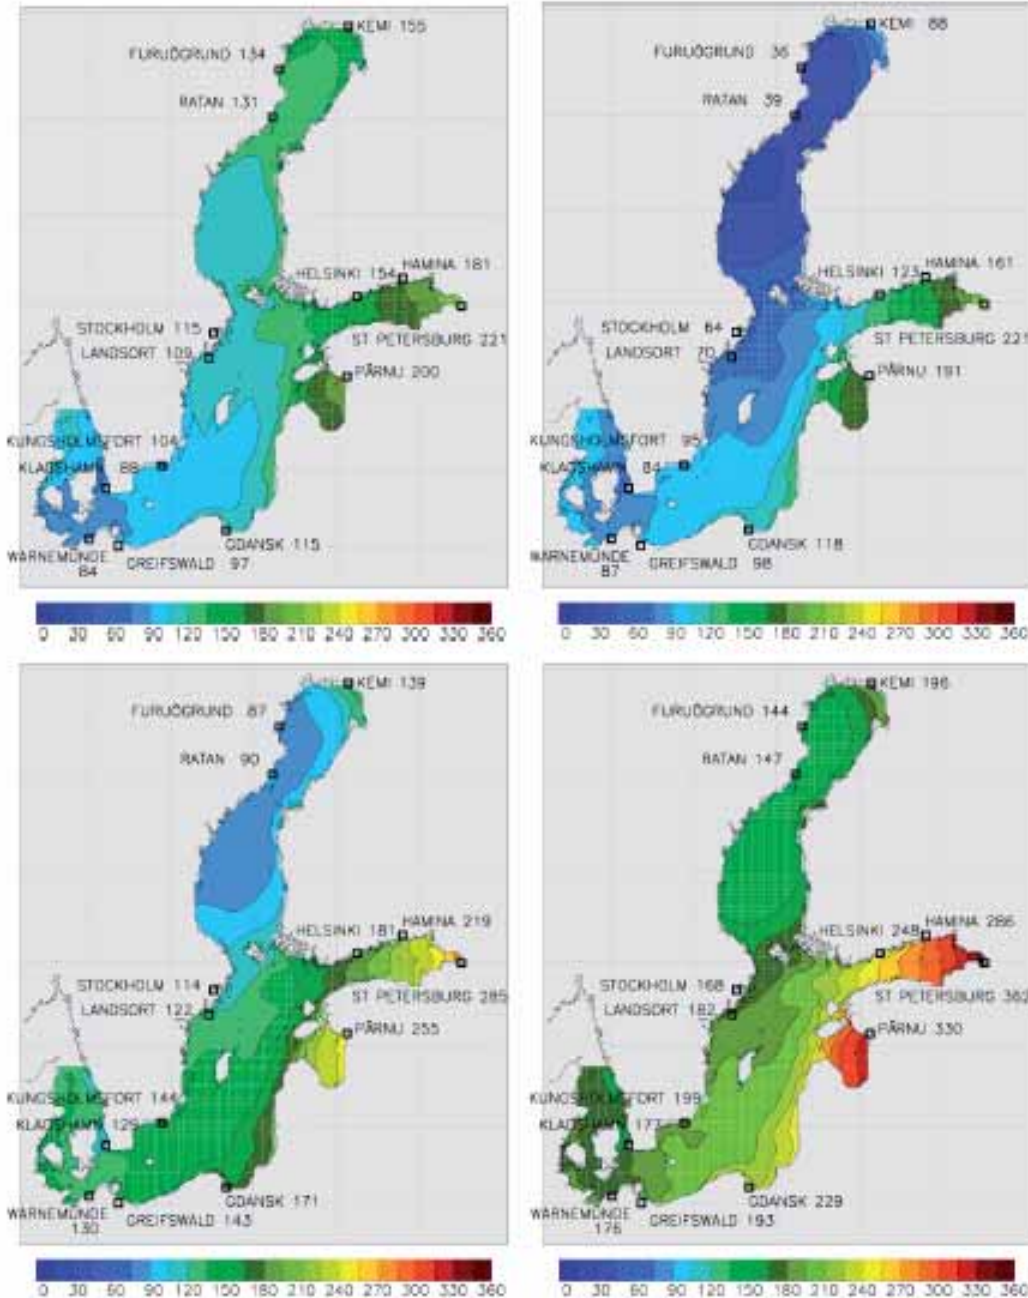 KEMI 155
FURUÖGRUND 134
RATAN 131
HAMINA 181
HELSINKI 154
STOCKHOLM 115
ST PETERSBURG 221
LANDSORT 109
PÄRNU 200
KUNGSHOLMSFORT 104
KLAGSHAMN 88
GDANSK 115
WARNEMÜNDE
84
GREIFSWALD 97
0 30 60 90 120 150 180 210 240 270 300 330 360
KEMI 88
FURUÖGRUND 36
RATAN 39
HAMINA 161
HELSINKI 123
STOCKHOLM 64
ST PETERSBURG 221
LANDSORT 70
PÄRNU 191
KUNGSHOLMSFORT 95
KLAGSHAMN 84
GDANSK 118
WARNEMÜNDE
87
GREIFSWALD 98
0 30 60 90 120 150 180 210 240 270 300 330 360
KEMI 139
FURUÖGRUND 87
RATAN 90
HAMINA 219
HELSINKI 181
STOCKHOLM 114
ST PETERSBURG 285
LANDSORT 122
PÄRNU 255
KUNGSHOLMSFORT 144
KLAGSHAMN 129
GDANSK 171
WARNEMÜNDE
130
GREIFSWALD 143
0 30 60 90 120 150 180 210 240 270 300 330 360
KEMI 196
FURUÖGRUND 144
RATAN 147
HAMINA 286
HELSINKI 248
STOCKHOLM 168
ST PETERSBURG 362
LANDSORT 182
PÄRNU 330
KUNGSHOLMSFORT 199
KLAGSHAMN 177
GDANSK 229
WARNEMÜNDE
176
GREIFSWALD 193
0 30 60 90 120 150 180 210 240 270 300 330 360